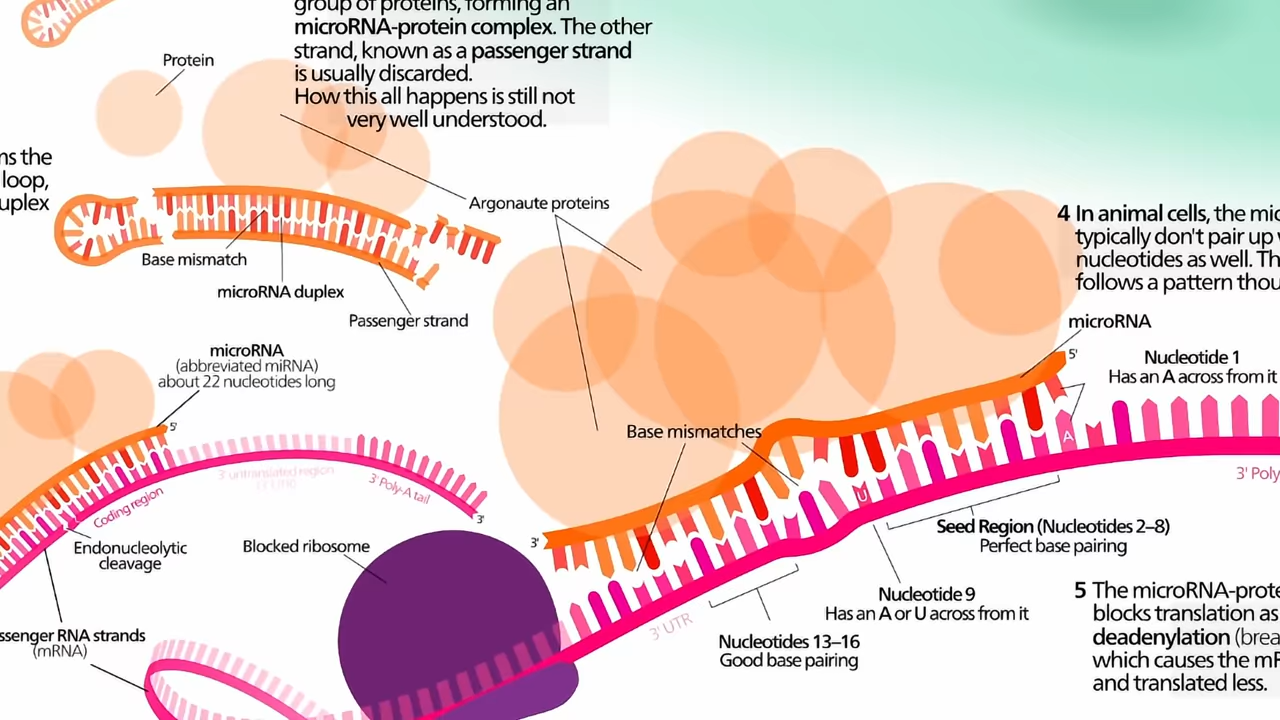 group of proteins, forming an
microRNA-protein complex. The other
strand, known as a passenger strand
is usually discarded.
How this all happens is still not
very well understood.
Protein
ns the
loop,
uplex
Argonaute proteins
Base mismatch
microRNA duplex
Passenger strand
4 In animal cells, the mic
typically don't pair up
nucleotides as well. Th
follows a pattern thou
microRNA
5'
Nucleotide 1
Has an A across from it
microRNA
(abbreviated miRNA)
about 22 nucleotides long
5'
Base mismatches
A
U
3' untranslated region
3' Poly-A tail
3' Poly
Coding region
3'
3'
Endonucleolytic
cleavage
Blocked ribosome
Seed Region (Nucleotides 2–8)
Perfect base pairing
Nucleotide 9
Has an A or U across from it
3' UTR
Nucleotides 13–16
Good base pairing
ssenger RNA strands
(mRNA)
5 The microRNA-prote
blocks translation as
deadenylation (brea
which causes the mR
and translated less.